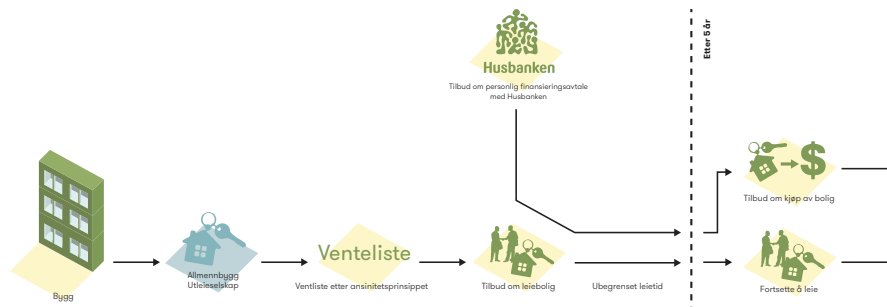 Husbanken
Tilbud om personlig finansieringsavtale
med Husbanken
Etter 5 år
$
Tilbud om kjøp av bolig
Bygg
Allmennbygg
Utleieselskap
Venteliste
Ventliste etter ansinitetsprinsippet
Tilbud om leiebolig
Ubegrenset leietid
Fortsette å leie